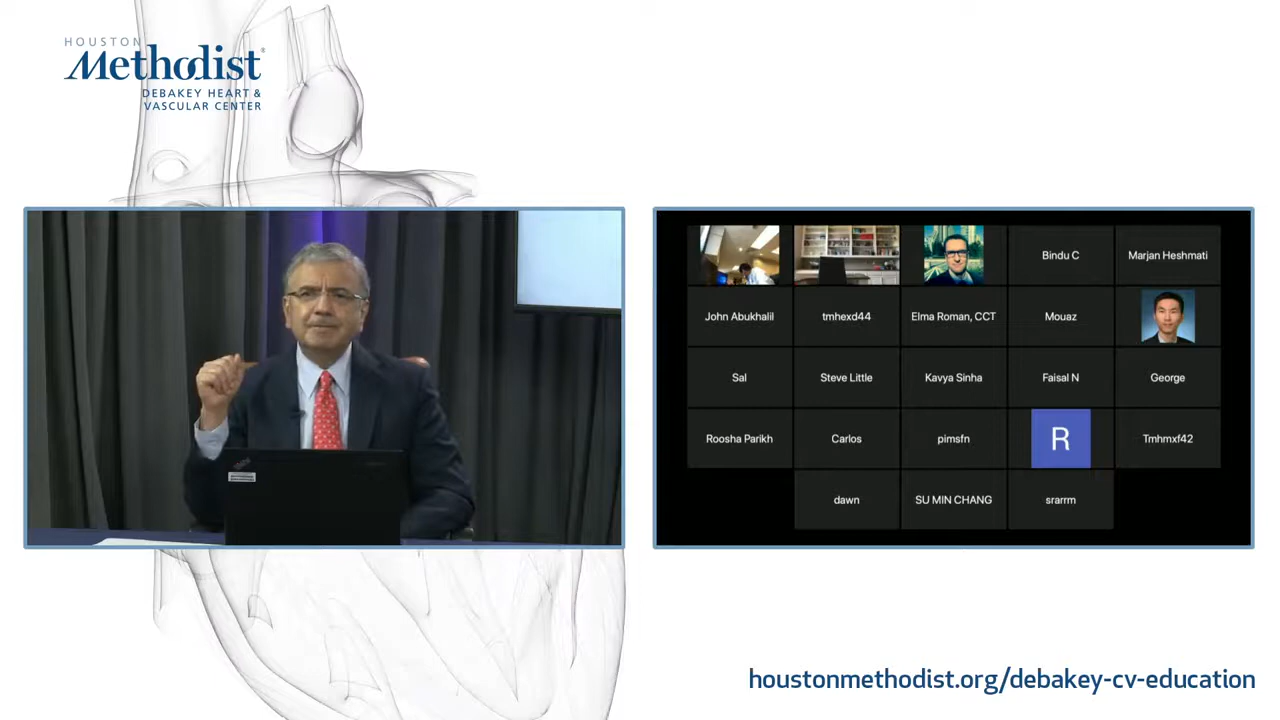 HOUSTON
Methodist®
DEBAKEY HEART &
VASCULAR CENTER
Bindu C
Marjan Heshmati
John Abukhalil
tmhexd44
Elma Roman, CCT
Mouaz
Sal
Steve Little
Kavya Sinha
Faisal N
George
Roosha Parikh
Carlos
pimsfn
R
Tmhmxf42
dawn
SU MIN CHANG
srarrm
houstonmethodist.org/debakey-cv-education